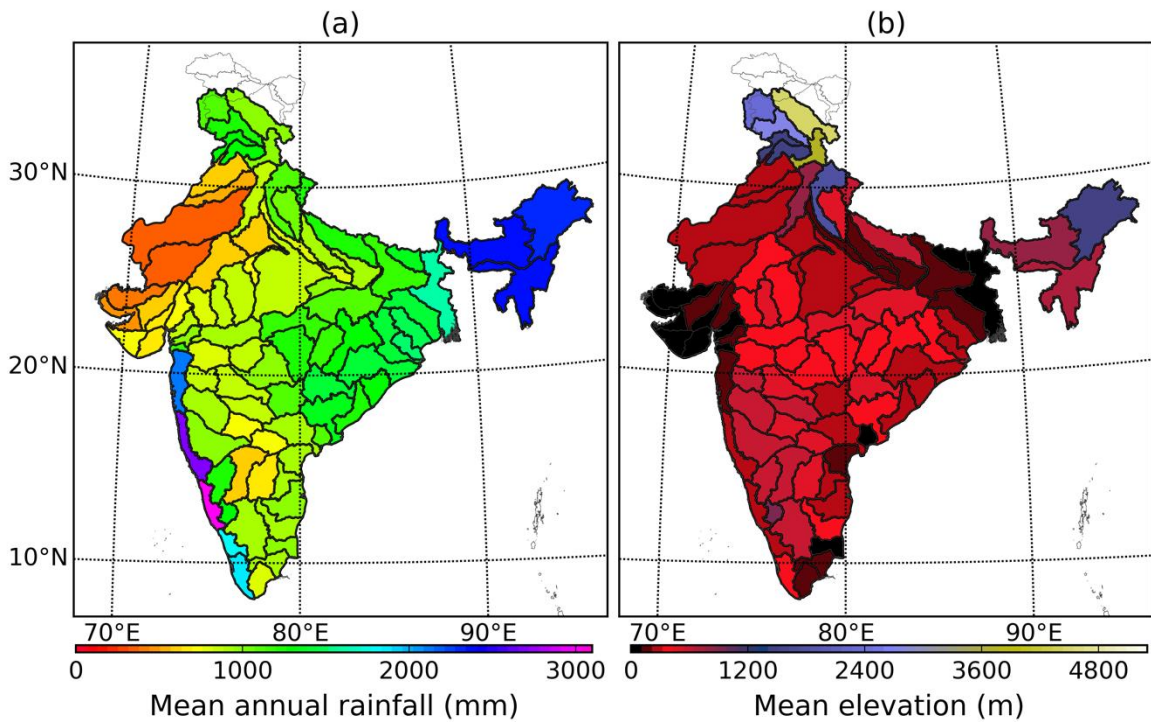 (a) (b)
30°N
20°N
10°N
70°E 80°E 90°E 70°E 80°E 90°E
0 1000 2000 3000 0 1200 2400 3600 4800
Mean annual rainfall (mm) Mean elevation (m)